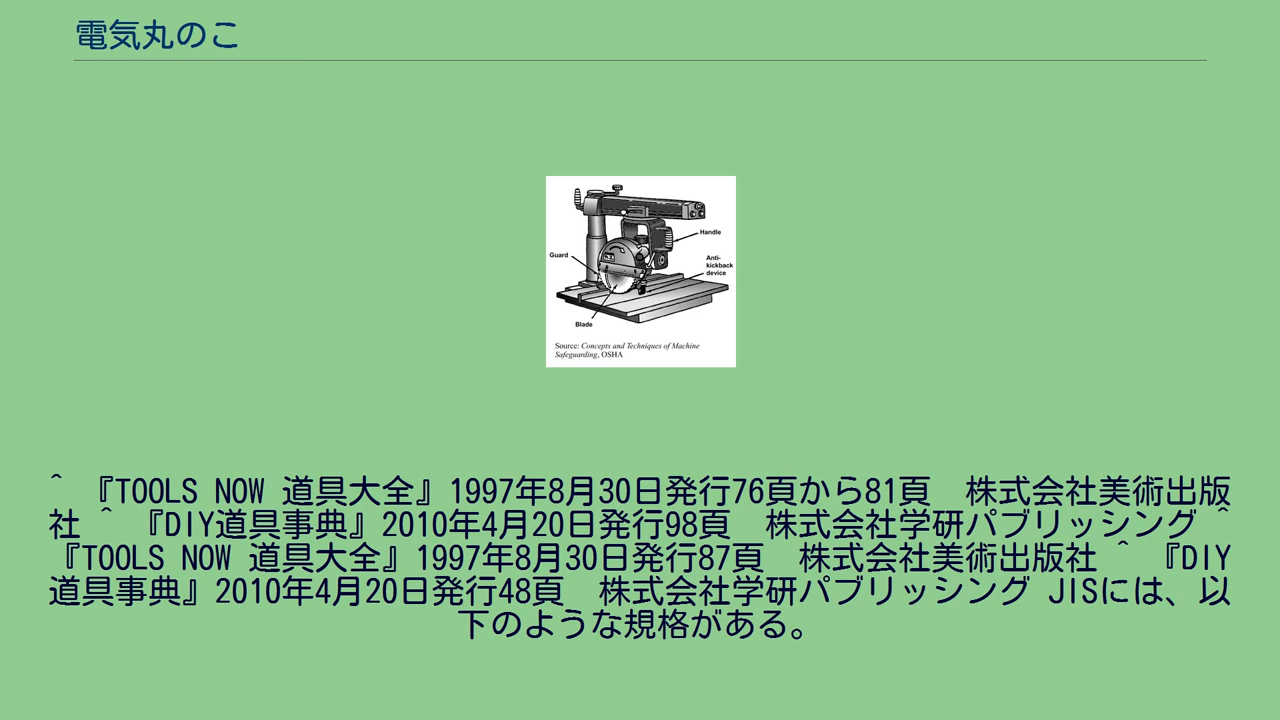 電気丸のこ
Handle
Guard
Anti-
kickback
device
Blade
Source: Concepts and Techniques of Machine
Safeguarding, OSHA
^ 『TOOLS NOW 道具大全』1997年8月30日発行76頁から81頁　株式会社美術出版
社 ^ 『DIY道具事典』2010年4月20日発行98頁　株式会社学研パブリッシング ^
『TOOLS NOW 道具大全』1997年8月30日発行87頁　株式会社美術出版社 ^ 『DIY
道具事典』2010年4月20日発行48頁　株式会社学研パブリッシング JISには、以
下のような規格がある。